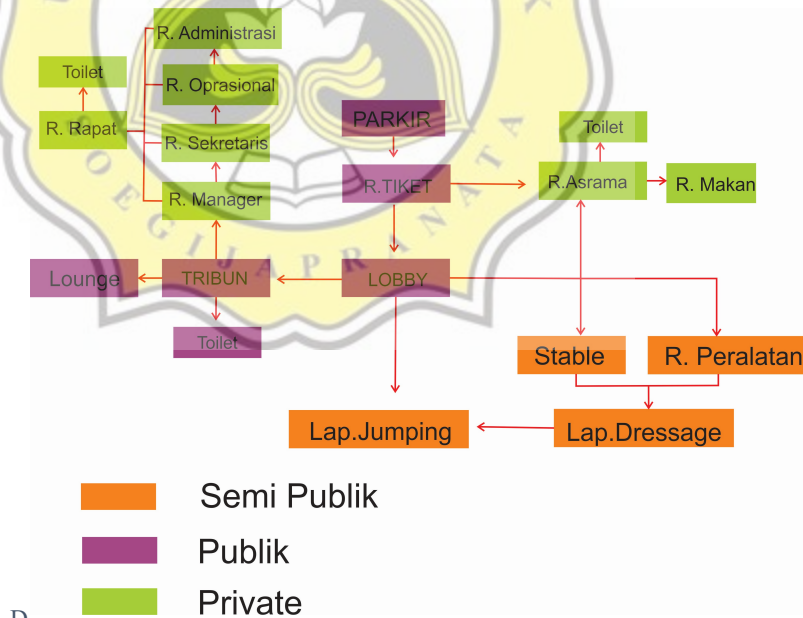 R. Administrasi
Toilet
R. Oprasional
PARKIR
R. Rapat
R. Sekretaris
Toilet
R.TIKET
R.Asrama
R. Makan
R. Manager
SOEGIJAPRANATA
Lounge
TRIBUN
LOBBY
Toilet
Stable
R. Peralatan
Lap.Jumping
Lap.Dressage
Semi Publik
Publik
Private
D